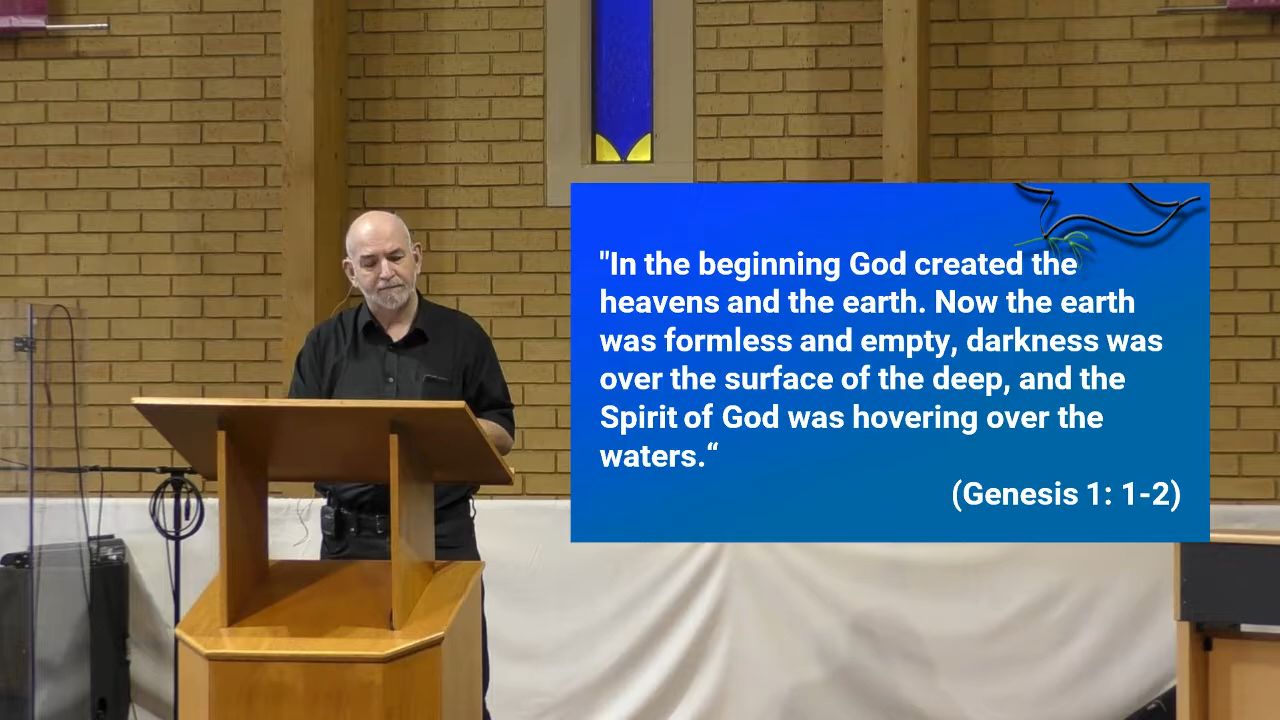 "In the beginning God created the
heavens and the earth. Now the earth
was formless and empty, darkness was
over the surface of the deep, and the
Spirit of God was hovering over the
waters.“
(Genesis 1: 1-2)